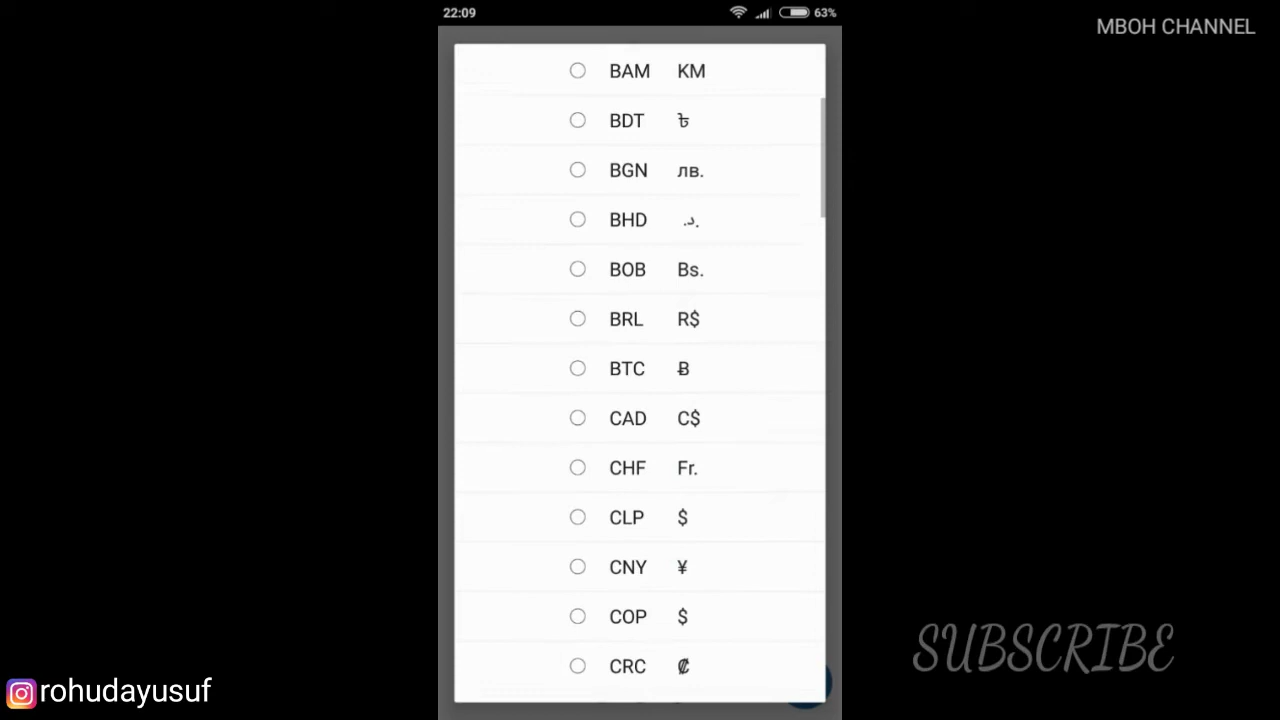 22:09
63%
MBOH CHANNEL
BAM KM
BDT ৳
BGN лв.
BHD .د.
BOB Bs.
BRL R$
BTC Ƀ
CAD C$
CHF Fr.
CLP $
CNY ¥
COP $
CRC ₡
SUBSCRIBE
rohudayusuf